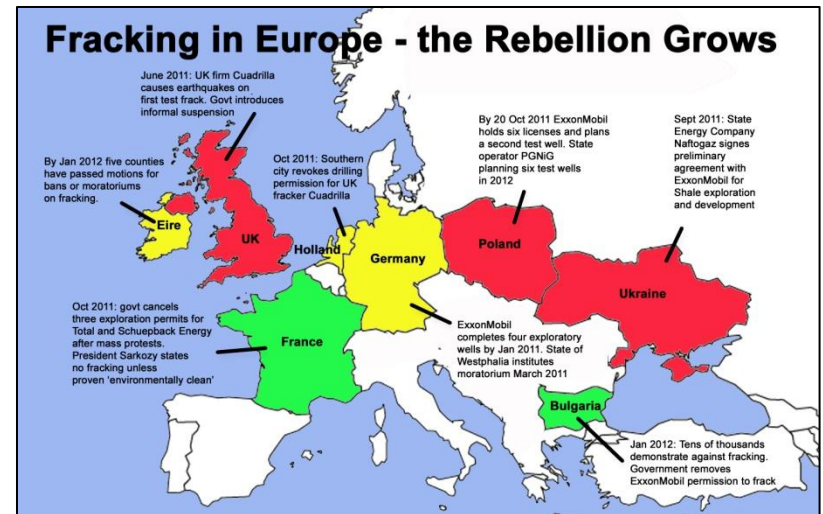 Fracking in Europe - the Rebellion Grows
June 2011: UK firm Cuadrilla
causes earthquakes on
first test frack. Govt introduces
informal suspension
By Jan 2012 five counties
have passed motions for
bans or moratoriums
on fracking.
Oct 2011: Southern
city revokes drilling
permission for UK
fracker Cuadrilla
By 20 Oct 2011 ExxonMobil
holds six licenses and plans
a second test well. State
operator PGNiG
planning six test wells
in 2012
Sept 2011: State
Energy Company
Naftogaz signes
preliminary
agreement with
ExxonMobil for
Shale exploration
and development
Eire
UK
Holland
Germany
Poland
Ukraine
France
Bulgaria
Oct 2011: govt cancels
three exploration permits for
Total and Schuepback Energy
after mass protests.
President Sarkozy states
no fracking unless
proven 'environmentally clean'
ExxonMobil
completes four exploratory
wells by Jan 2011. State of
Westphalia institutes
moratorium March 2011
Jan 2012: Tens of thousands
demonstrate against fracking.
Government removes
ExxonMobil permission to frack